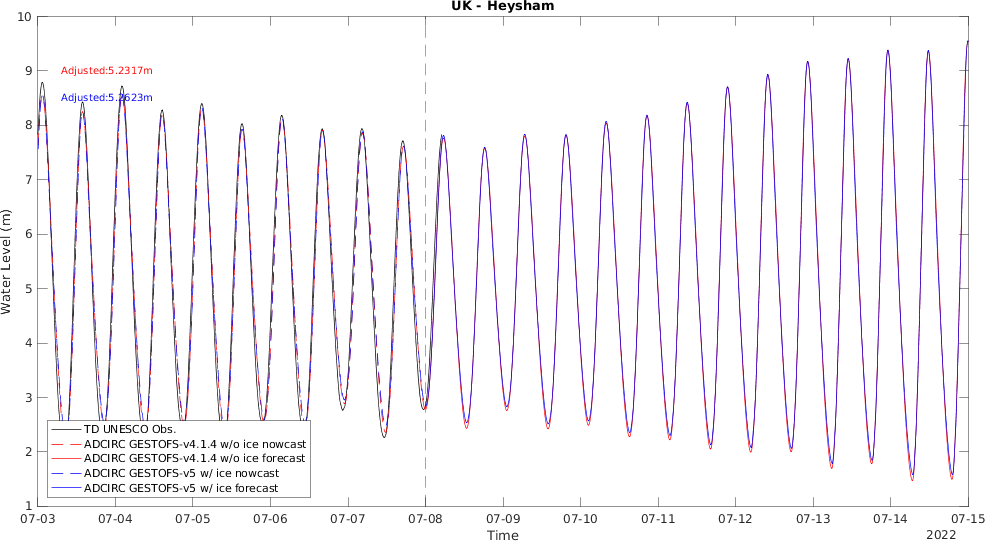 UK - Heysham
10
9
8
7
6
5
4
3
2
1
Water Level (m)
Adjusted:5.2317m
Adjusted:5.2623m
TD UNESCO Obs.
ADCIRC GESTOFS-v4.1.4 w/o ice nowcast
ADCIRC GESTOFS-v4.1.4 w/o ice forecast
ADCIRC GESTOFS-v5 w/ ice nowcast
ADCIRC GESTOFS-v5 w/ ice forecast
07-03 07-04 07-05 07-06 07-07 07-08 07-09 07-10 07-11 07-12 07-13 07-14 07-15
2022
Time